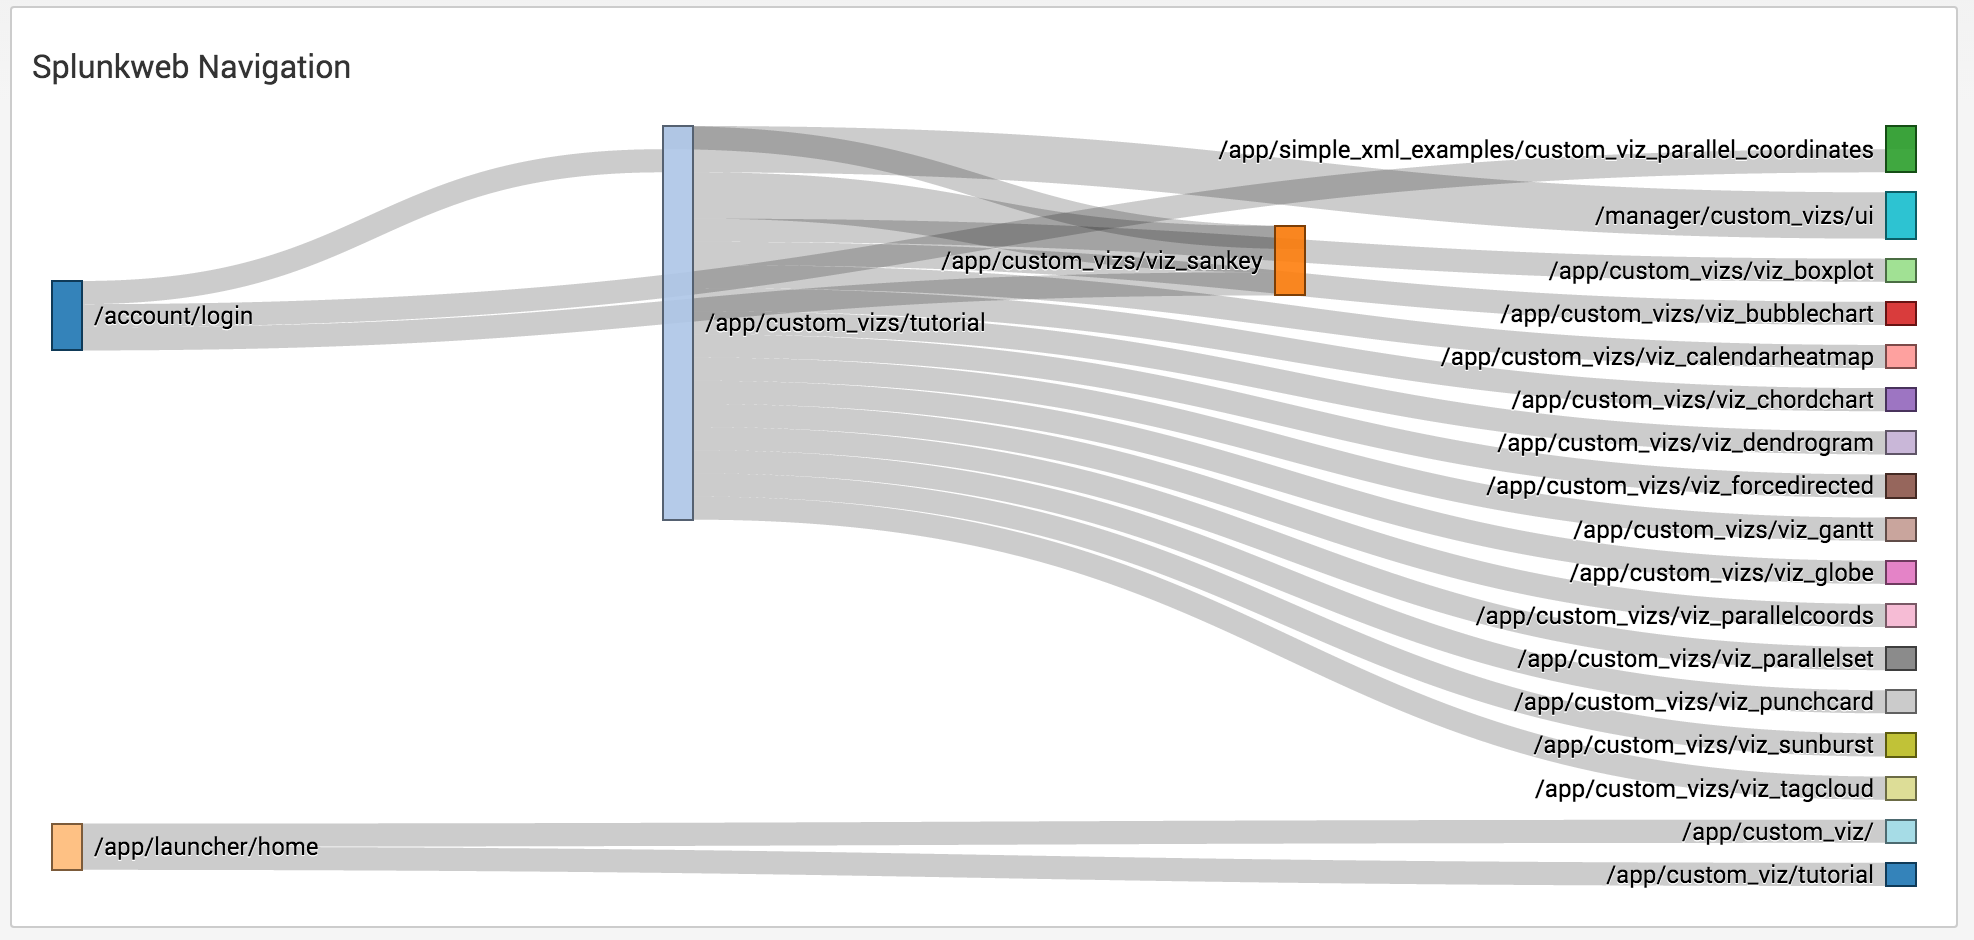 Splunkweb Navigation
/app/simple_xml_examples/custom_viz_parallel_coordinates
/manager/custom_vizs/ui
/app/custom_vizs/viz_sankey
/app/custom_vizs/viz_boxplot
/account/login
/app/custom_vizs/tutorial
/app/custom_vizs/viz_bubblechart
/app/custom_vizs/viz_calendarheatmap
/app/custom_vizs/viz_chordchart
/app/custom_vizs/viz_dendrogram
/app/custom_vizs/viz_forcedirected
/app/custom_vizs/viz_gantt
/app/custom_vizs/viz_globe
/app/custom_vizs/viz_parallelcoords
/app/custom_vizs/viz_parallelset
/app/custom_vizs/viz_punchcard
/app/custom_vizs/viz_sunburst
/app/custom_vizs/viz_tagcloud
/app/launcher/home
/app/custom_viz/
/app/custom_viz/tutorial